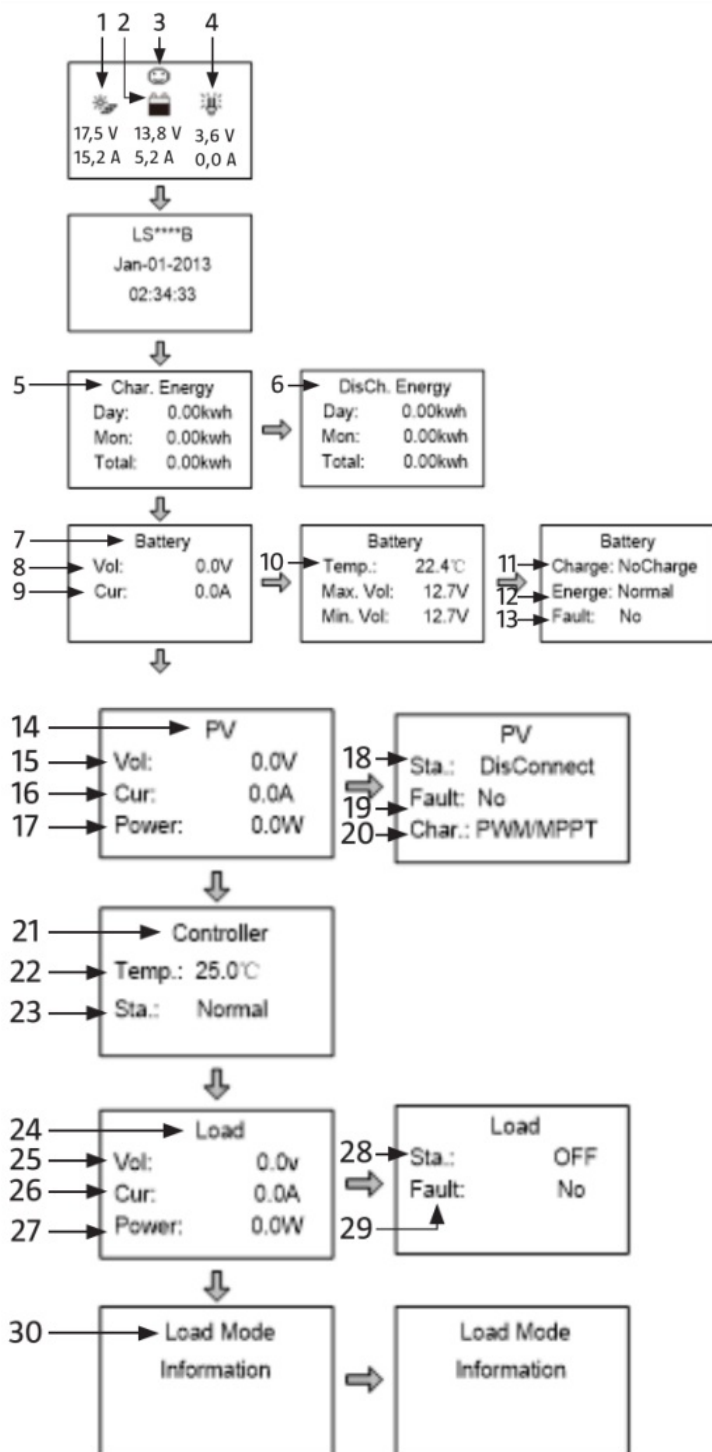 1 2 3 4
17,5 V 13,8 V 3,6 V
15,2 A 5,2 A 0,0 A
LS****B
Jan-01-2013
02:34:33
5 Char. Energy
Day: 0.00kwh
Mon: 0.00kwh
Total: 0.00kwh
6 DisCh. Energy
Day: 0.00kwh
Mon: 0.00kwh
Total: 0.00kwh
7 Battery
8 Vol: 0.0V
9 Cur: 0.0A
Battery
10 Temp.: 22.4℃
Max. Vol: 12.7V
Min. Vol: 12.7V
Battery
11 Charge: NoCharge
12 Energe: Normal
13 Fault: No
14 PV
15 Vol: 0.0V
16 Cur: 0.0A
17 Power: 0.0W
PV
18 Sta.: DisConnect
19 Fault: No
20 Char.: PWM/MPPT
21 Controller
22 Temp.: 25.0℃
23 Sta.: Normal
24 Load
25 Vol: 0.0v
26 Cur: 0.0A
27 Power: 0.0W
Load
28 Sta.: OFF
Fault: No
29
30 Load Mode
Information
Load Mode
Information